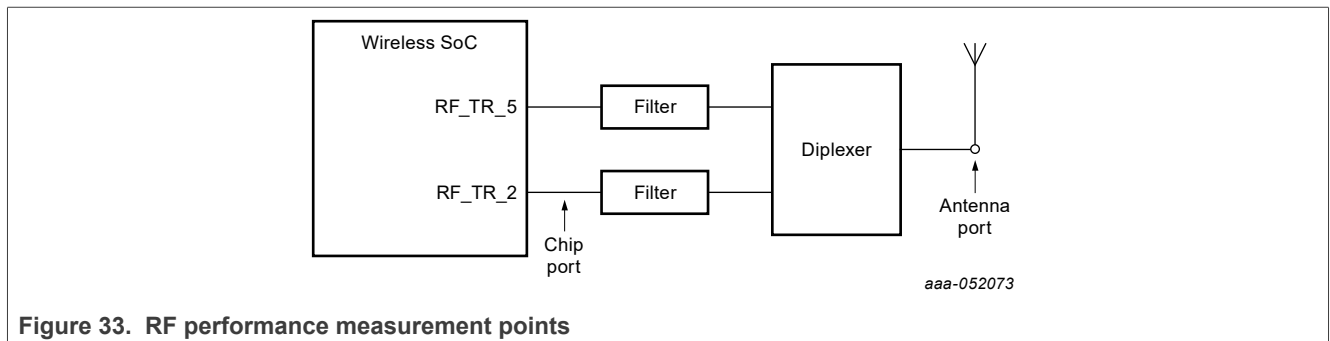 Wireless SoC
RF_TR_5
Filter
Diplexer
RF_TR_2
Filter
Chip
port
Antenna
port
aaa-052073
Figure 33. RF performance measurement points